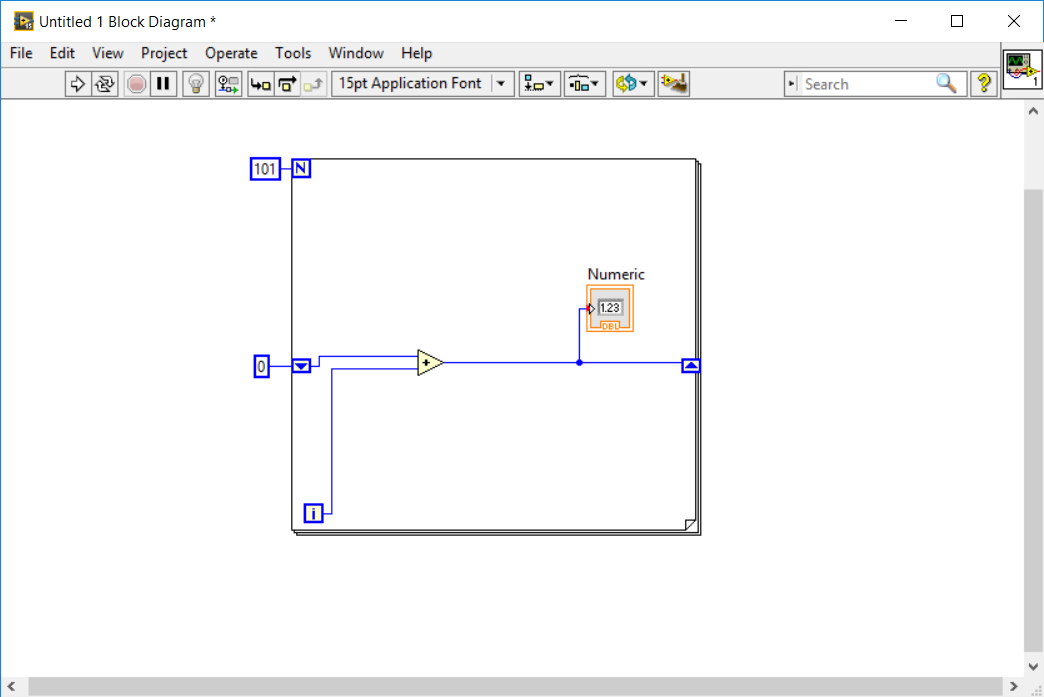 Untitled 1 Block Diagram *
File Edit View Project Operate Tools Window Help
15pt Application Font
Search
?
1
101
N
Numeric
1.23
DBL
0
+
i